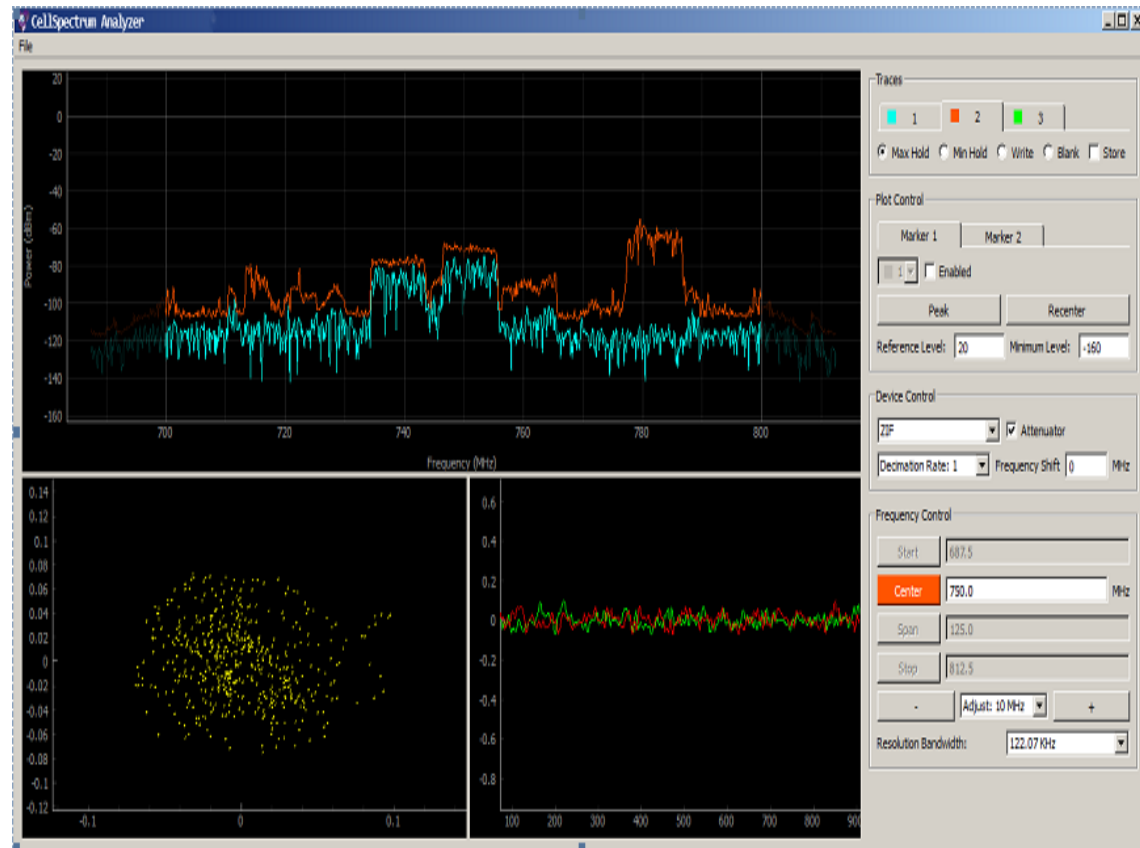 CellSpectrum Analyzer
File
20
0
-20
-40
-60
-80
-100
-120
-140
-160
Power (dBm)
700 720 740 760 780 800
Frequency (MHz)
0.14
0.12
0.1
0.08
0.06
0.04
0.02
0
-0.02
-0.04
-0.06
-0.08
-0.1
-0.12
-0.1 0 0.1
0.6
0.4
0.2
0
-0.2
-0.4
-0.6
-0.8
100 200 300 400 500 600 700 800 900
Traces
1 2 3
Max Hold Min Hold Write Blank Store
Plot Control
Marker 1 Marker 2
1 Enabled
Peak Recenter
Reference Level: 20 Minimum Level: -160
Device Control
ZIF Attenuator
Decimation Rate: 1 Frequency Shift 0 MHz
Frequency Control
Start 687.5
Center 750.0 MHz
Span 125.0
Stop 812.5
- Adjust: 10 MHz +
Resolution Bandwidth: 122.07 KHz